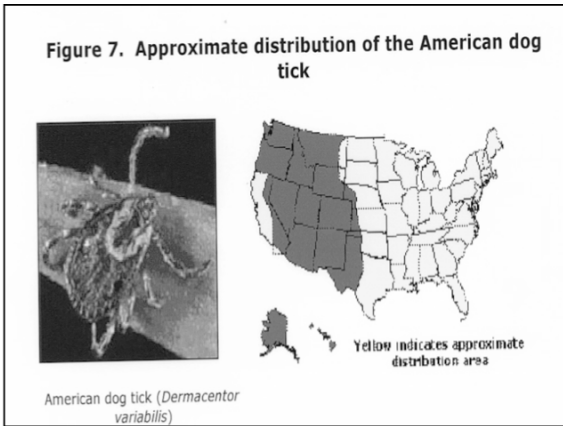 Figure 7.  Approximate distribution of the American dog
tick
Yellow indicates approximate
distribution area
American dog tick (Dermacentor
variabilis)